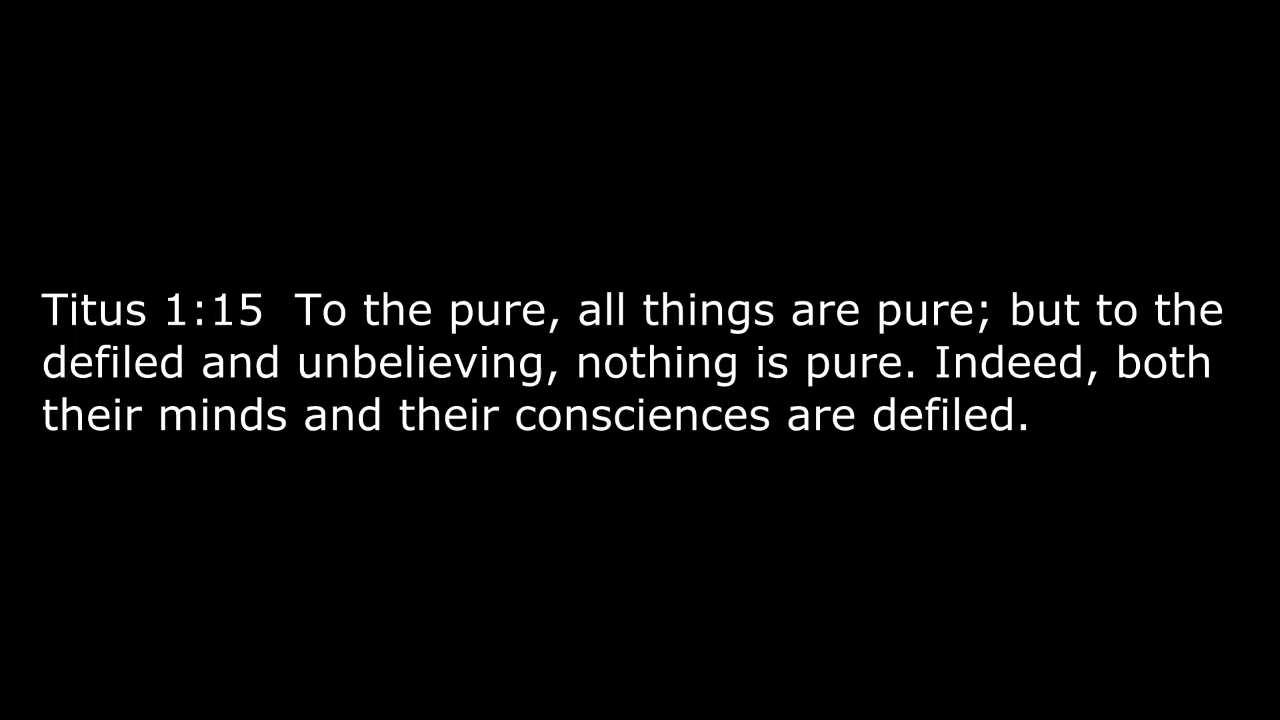 Titus 1:15  To the pure, all things are pure; but to the
defiled and unbelieving, nothing is pure. Indeed, both
their minds and their consciences are defiled.